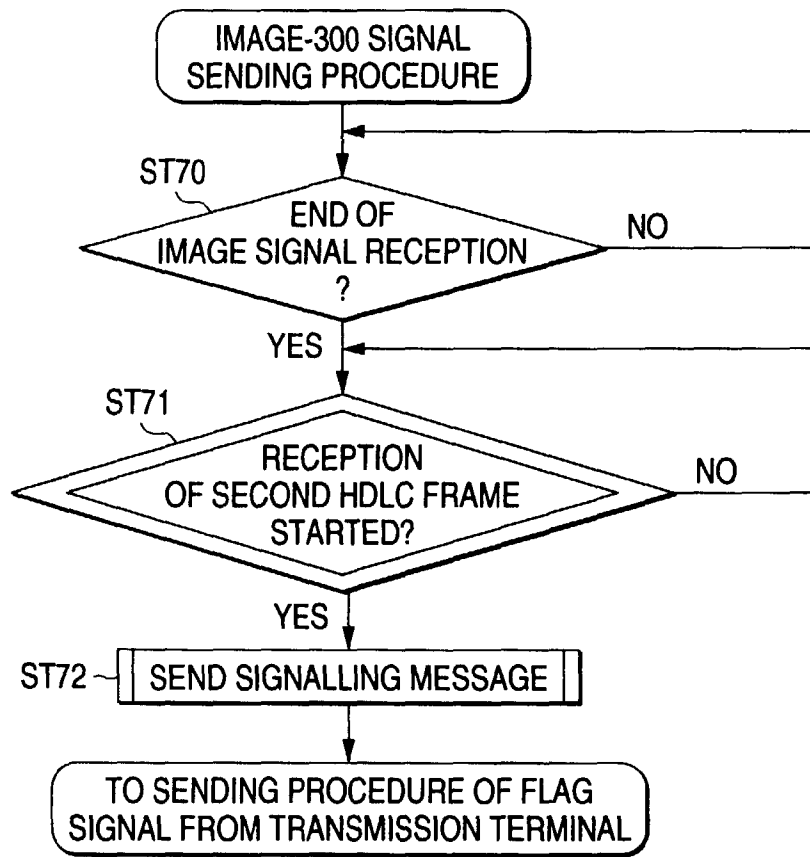 IMAGE-300 SIGNAL
SENDING PROCEDURE
ST70
END OF
IMAGE SIGNAL RECEPTION
?
NO
YES
ST71
RECEPTION
OF SECOND HDLC FRAME
STARTED?
NO
YES
ST72
SEND SIGNALLING MESSAGE
TO SENDING PROCEDURE OF FLAG
SIGNAL FROM TRANSMISSION TERMINAL